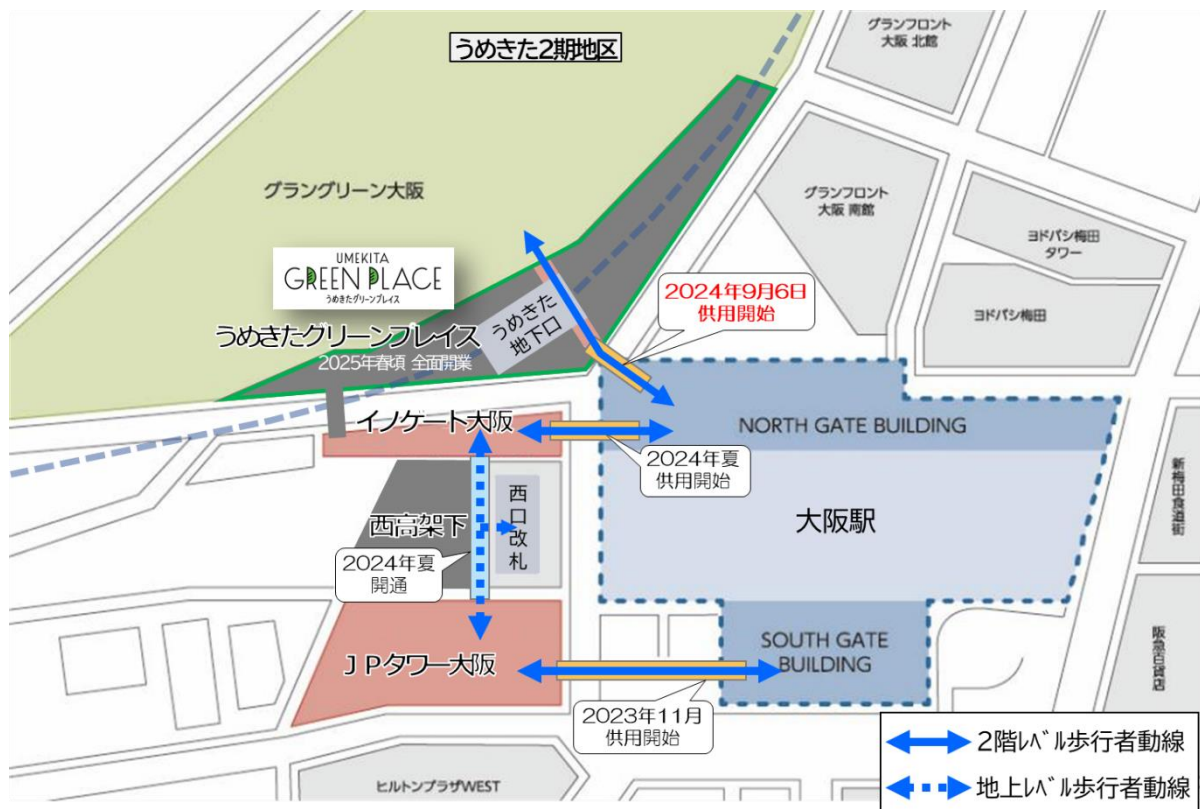 うめきた2期地区
グランフロント
大阪 北館
グランフロント
大阪 南館
ヨドバシ梅田
タワー
ヨドバシ梅田
グラングリーン大阪
UMEKITA
GREEN PLACE
うめきたグリーンプレイス
うめきた
地下口
2024年9月6日
供用開始
うめきたグリーンプレイス
2025年春頃 全面開業
イノゲート大阪
2024年夏
供用開始
NORTH GATE BUILDING
大阪駅
新梅田食道街
西高架下
西口改札
2024年夏
開通
JPタワー大阪
SOUTH GATE
BUILDING
阪急百貨店
2023年11月
供用開始
ヒルトンプラザWEST
2階レベル歩行者動線
地上レベル歩行者動線